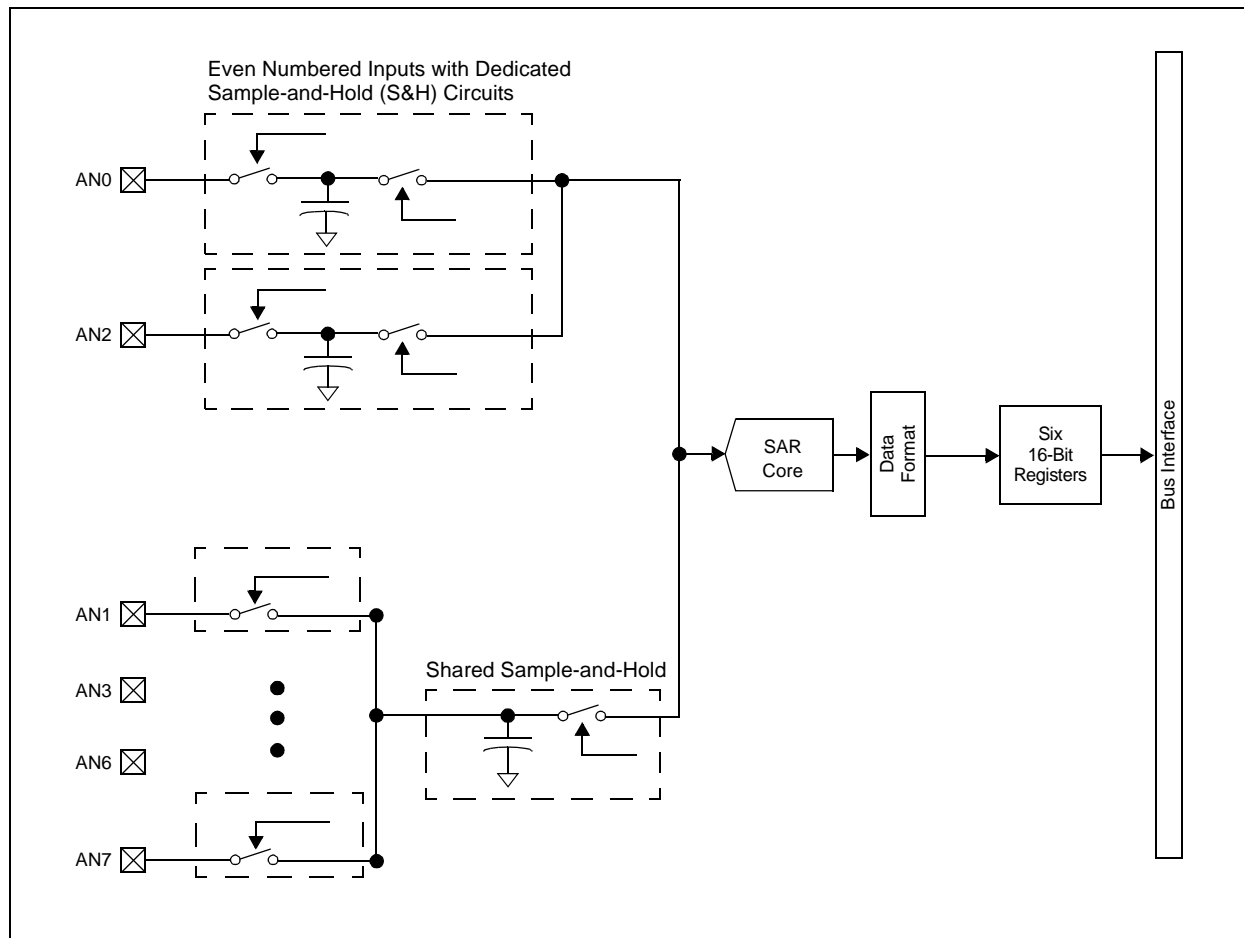 Even Numbered Inputs with Dedicated
Sample-and-Hold (S&H) Circuits
AN0
AN2
SAR
Core
Data
Format
Six
16-Bit
Registers
Bus Interface
AN1
AN3
AN6
AN7
Shared Sample-and-Hold